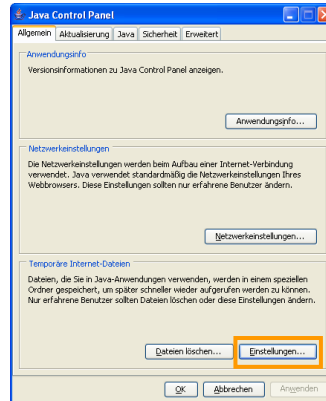 Java Control Panel
Allgemein Aktualisierung Java Sicherheit Erweitert
Anwendungsinfo
Versionsinformationen zu Java Control Panel anzeigen.
Anwendungsinfo...
Netzwerkeinstellungen
Die Netzwerkeinstellungen werden beim Aufbau einer Internet-Verbindung
verwendet. Java verwendet standardmäßig die Netzwerkeinstellungen Ihres
Webbrowsers. Diese Einstellungen sollten nur erfahrene Benutzer ändern.
Netzwerkeinstellungen...
Temporäre Internet-Dateien
Dateien, die Sie in Java-Anwendungen verwenden, werden in einem speziellen
Ordner gespeichert, um später schneller wieder aufgerufen werden zu können.
Nur erfahrene Benutzer sollten Dateien löschen oder diese Einstellungen ändern.
Dateien löschen... Einstellungen...
OK Abbrechen Anwenden